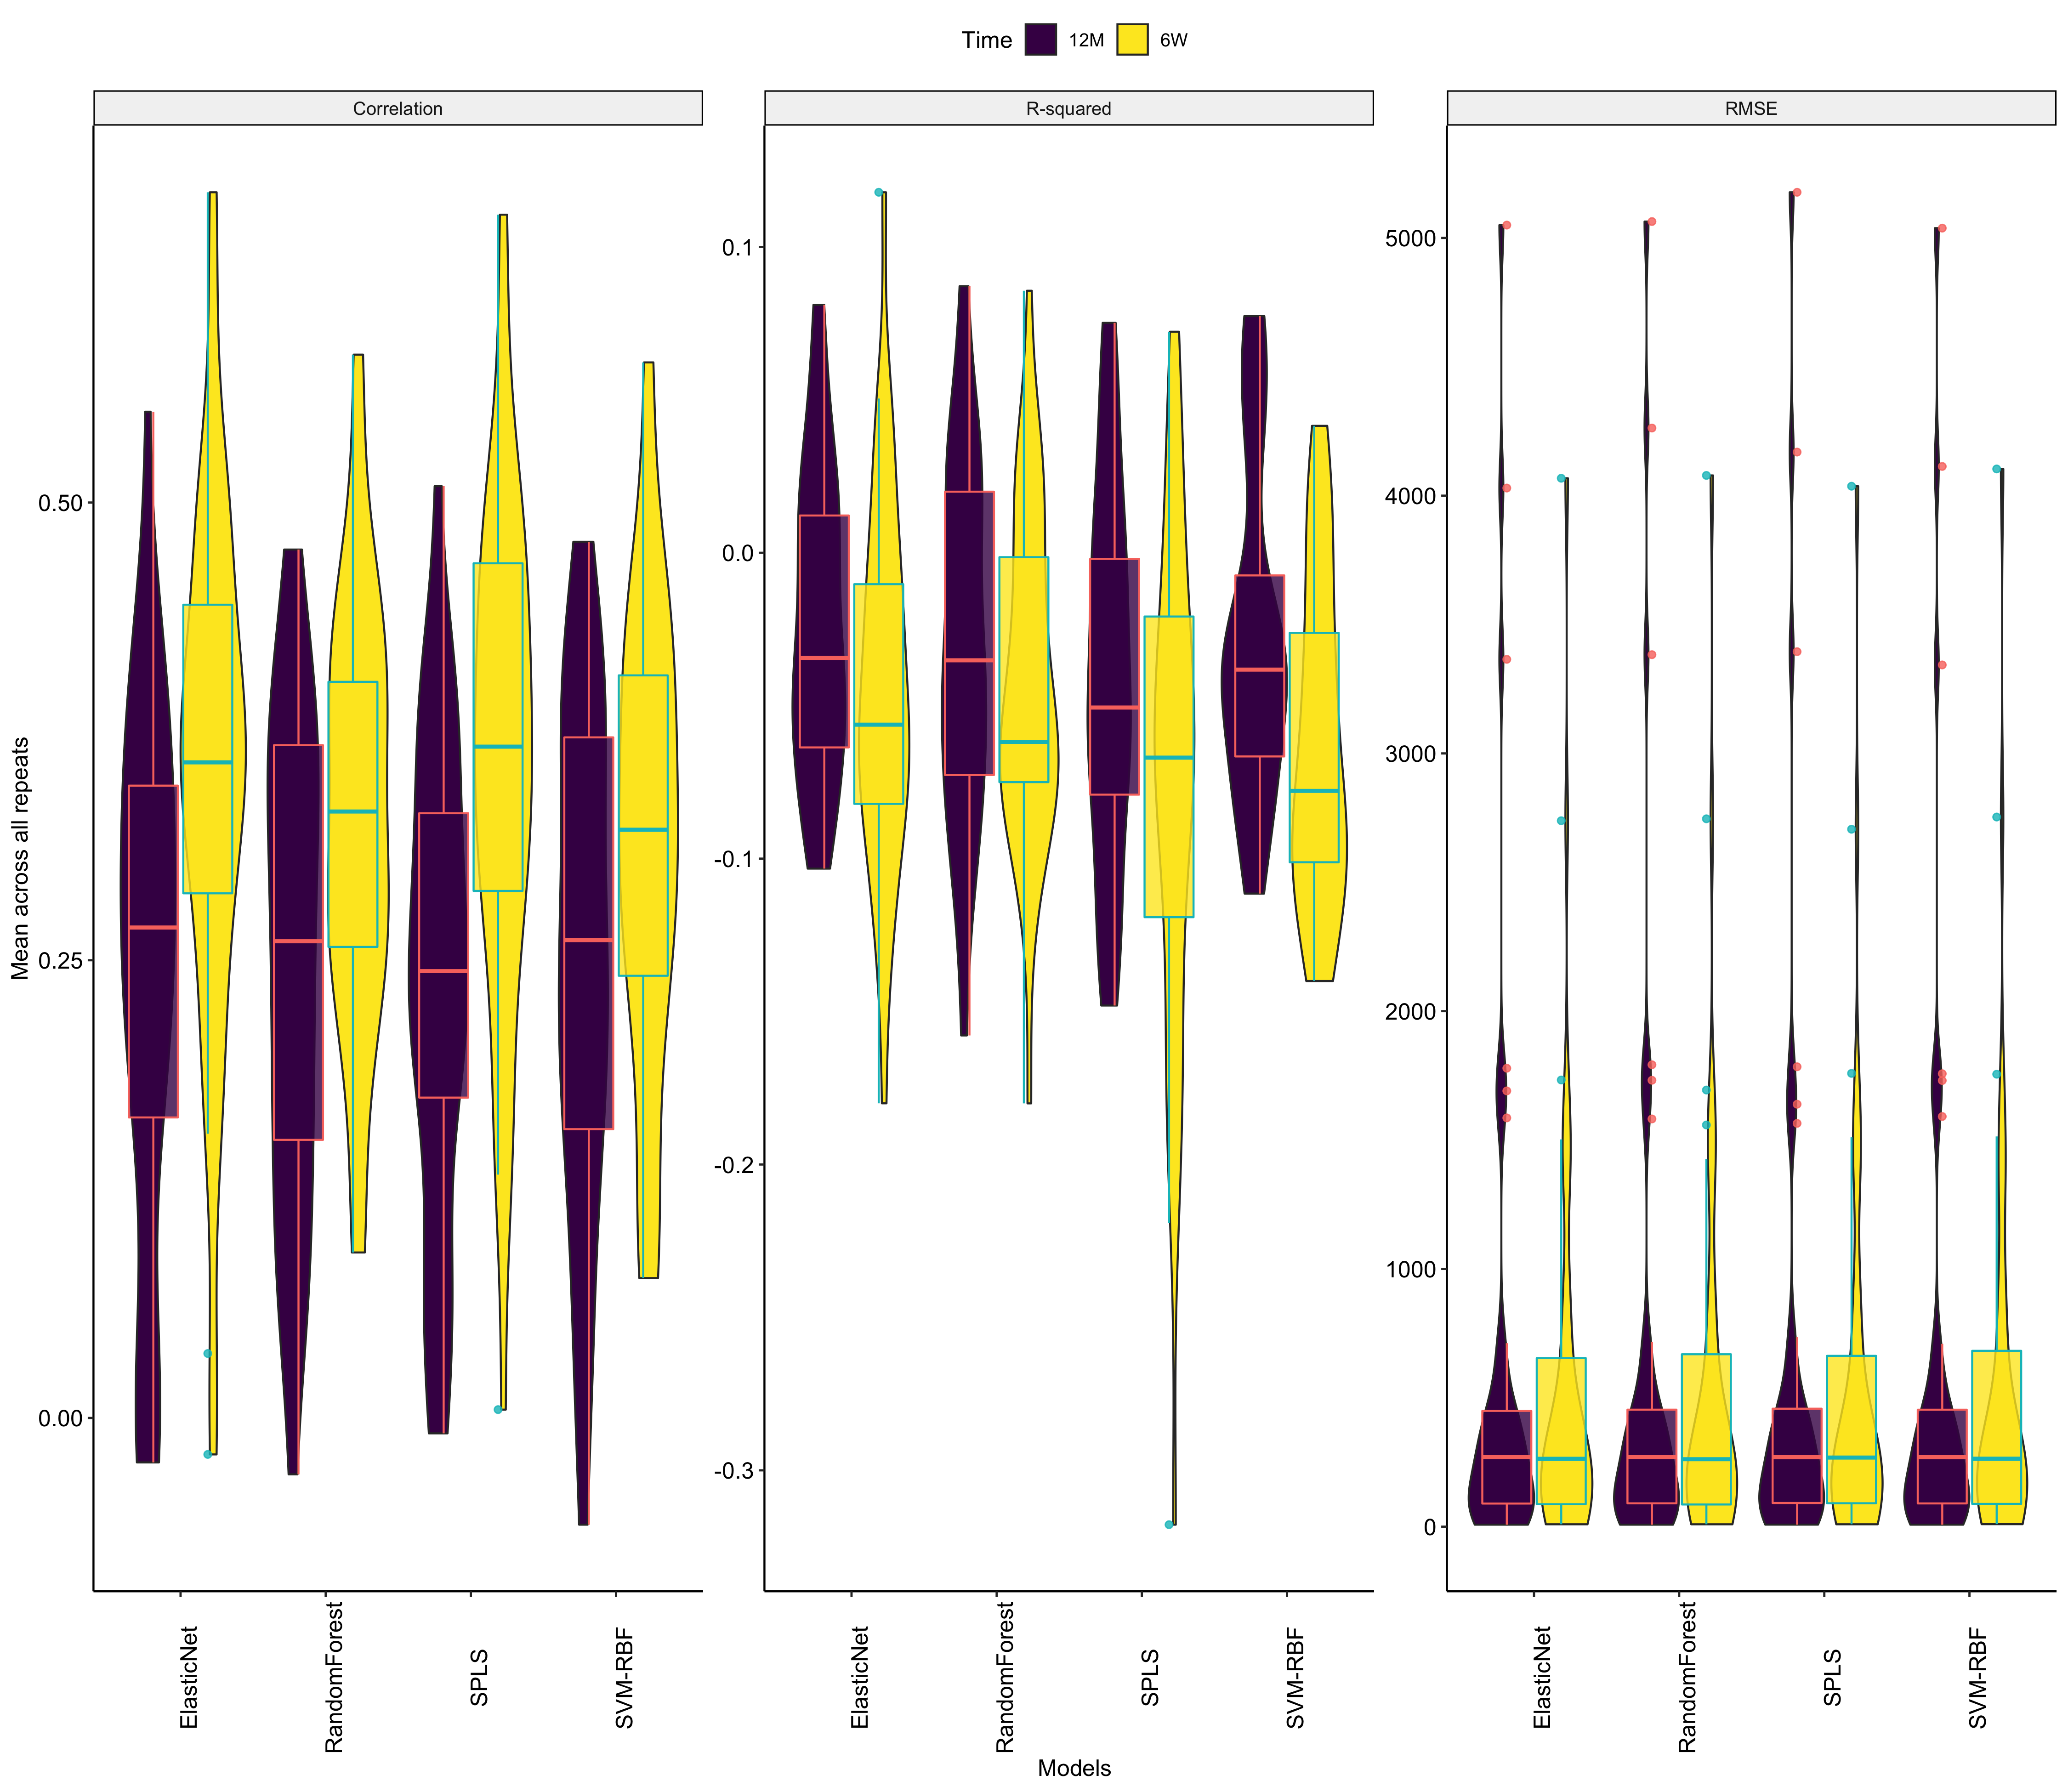 Time 12M 6W
Correlation
R-squared
RMSE
Mean across all repeats
0.50
0.25
0.00
0.1
0.0
-0.1
-0.2
-0.3
5000
4000
3000
2000
1000
0
ElasticNet
RandomForest
SPLS
SVM-RBF
ElasticNet
RandomForest
SPLS
SVM-RBF
ElasticNet
RandomForest
SPLS
SVM-RBF
Models